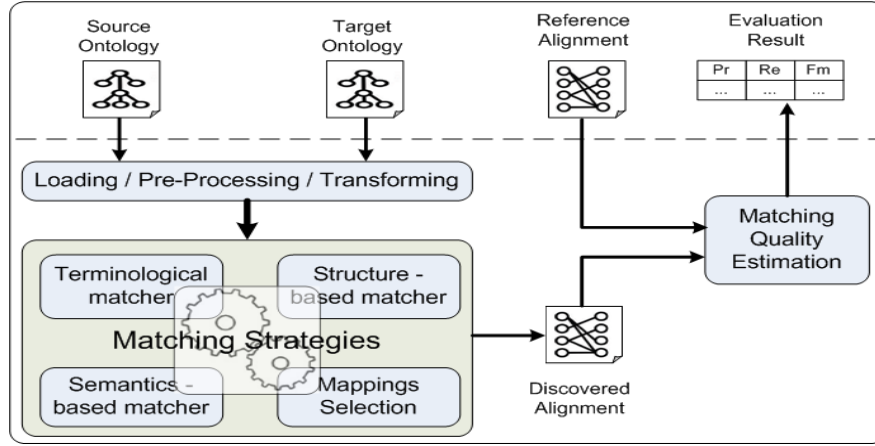 Source
Ontology
Target
Ontology
Reference
Alignment
Evaluation
Result
Pr Re Fm
... ... ...
Loading / Pre-Processing / Transforming
Terminological
matcher
Structure -
based matcher
Matching Strategies
Semantics -
based matcher
Mappings
Selection
Discovered
Alignment
Matching
Quality
Estimation